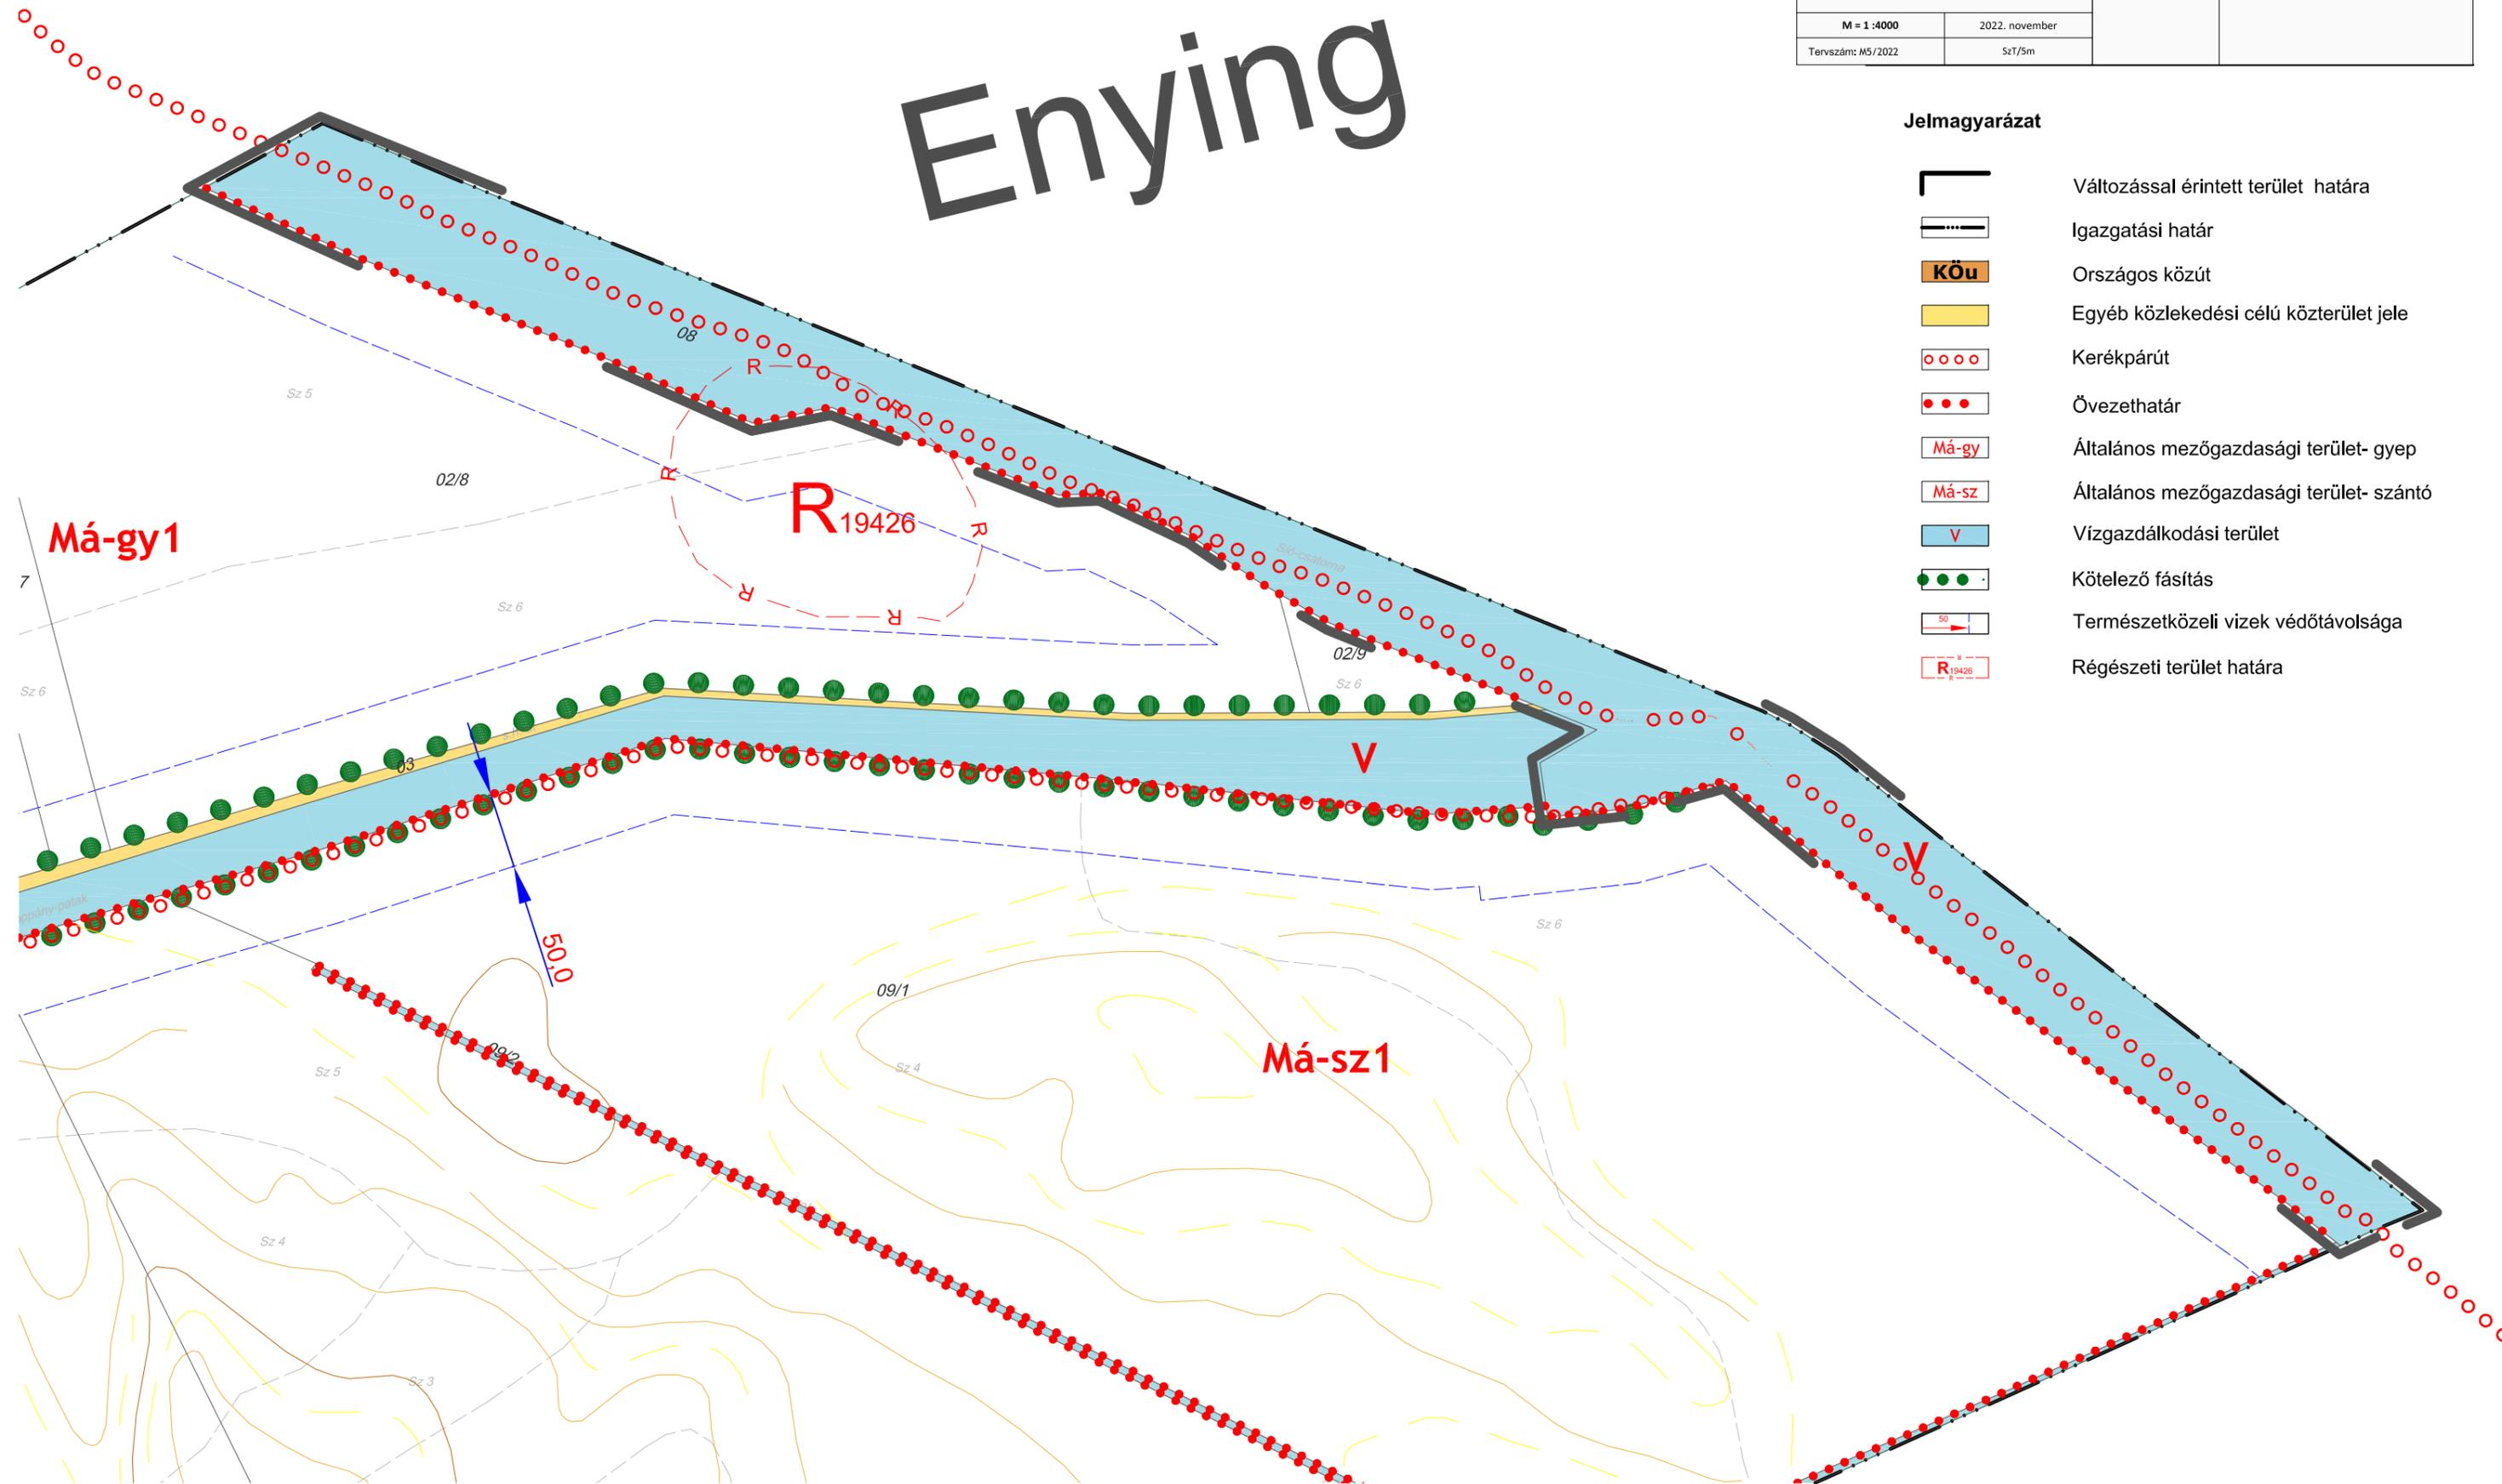 M = 1 :4000
2022. november
Tervszám: M5/2022
SzT/5m
Enying
Jelmagyarázat
Változással érintett terület határa
Igazgatási határ
KÖu
Országos közút
Egyéb közlekedési célú közterület jele
Kerékpárút
Övezethatár
Má-gy
Általános mezőgazdasági terület- gyep
Má-sz
Általános mezőgazdasági terület- szántó
V
Vízgazdálkodási terület
Kötelező fásítás
50
Természetközeli vizek védőtávolsága
R19426
R
Régészeti terület határa
08
Sz 5
R
R
02/8
R
R19426
R
Má-gy1
Sió-csatorna
7
R
Sz 6
R
02/9
Sz 6
Sz 6
V
03
V
50,0
Sz 6
09/1
09/2
Má-sz1
Sz 5
Sz 4
Sz 4
Sz 3